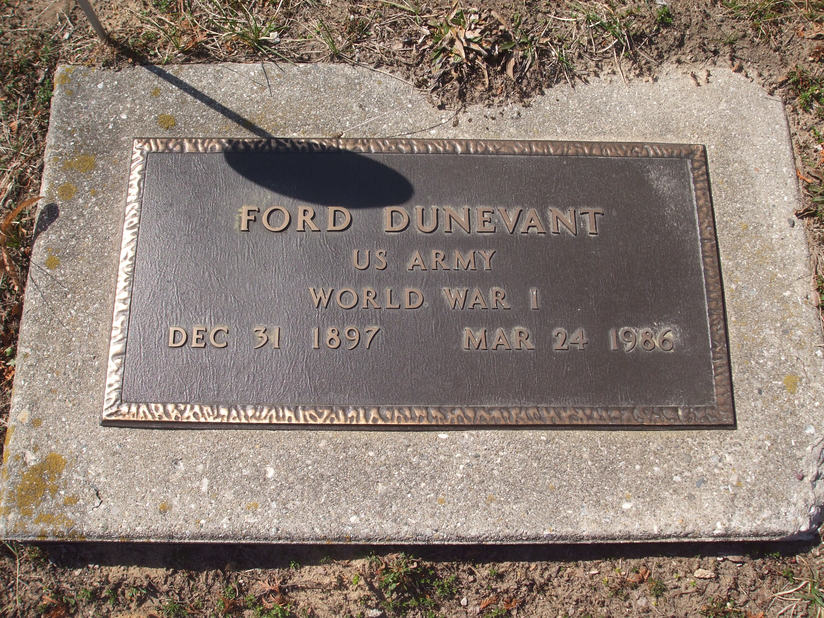 FORD DUNEVANT
US ARMY
WORLD WAR I
DEC 31 1897 MAR 24 1986